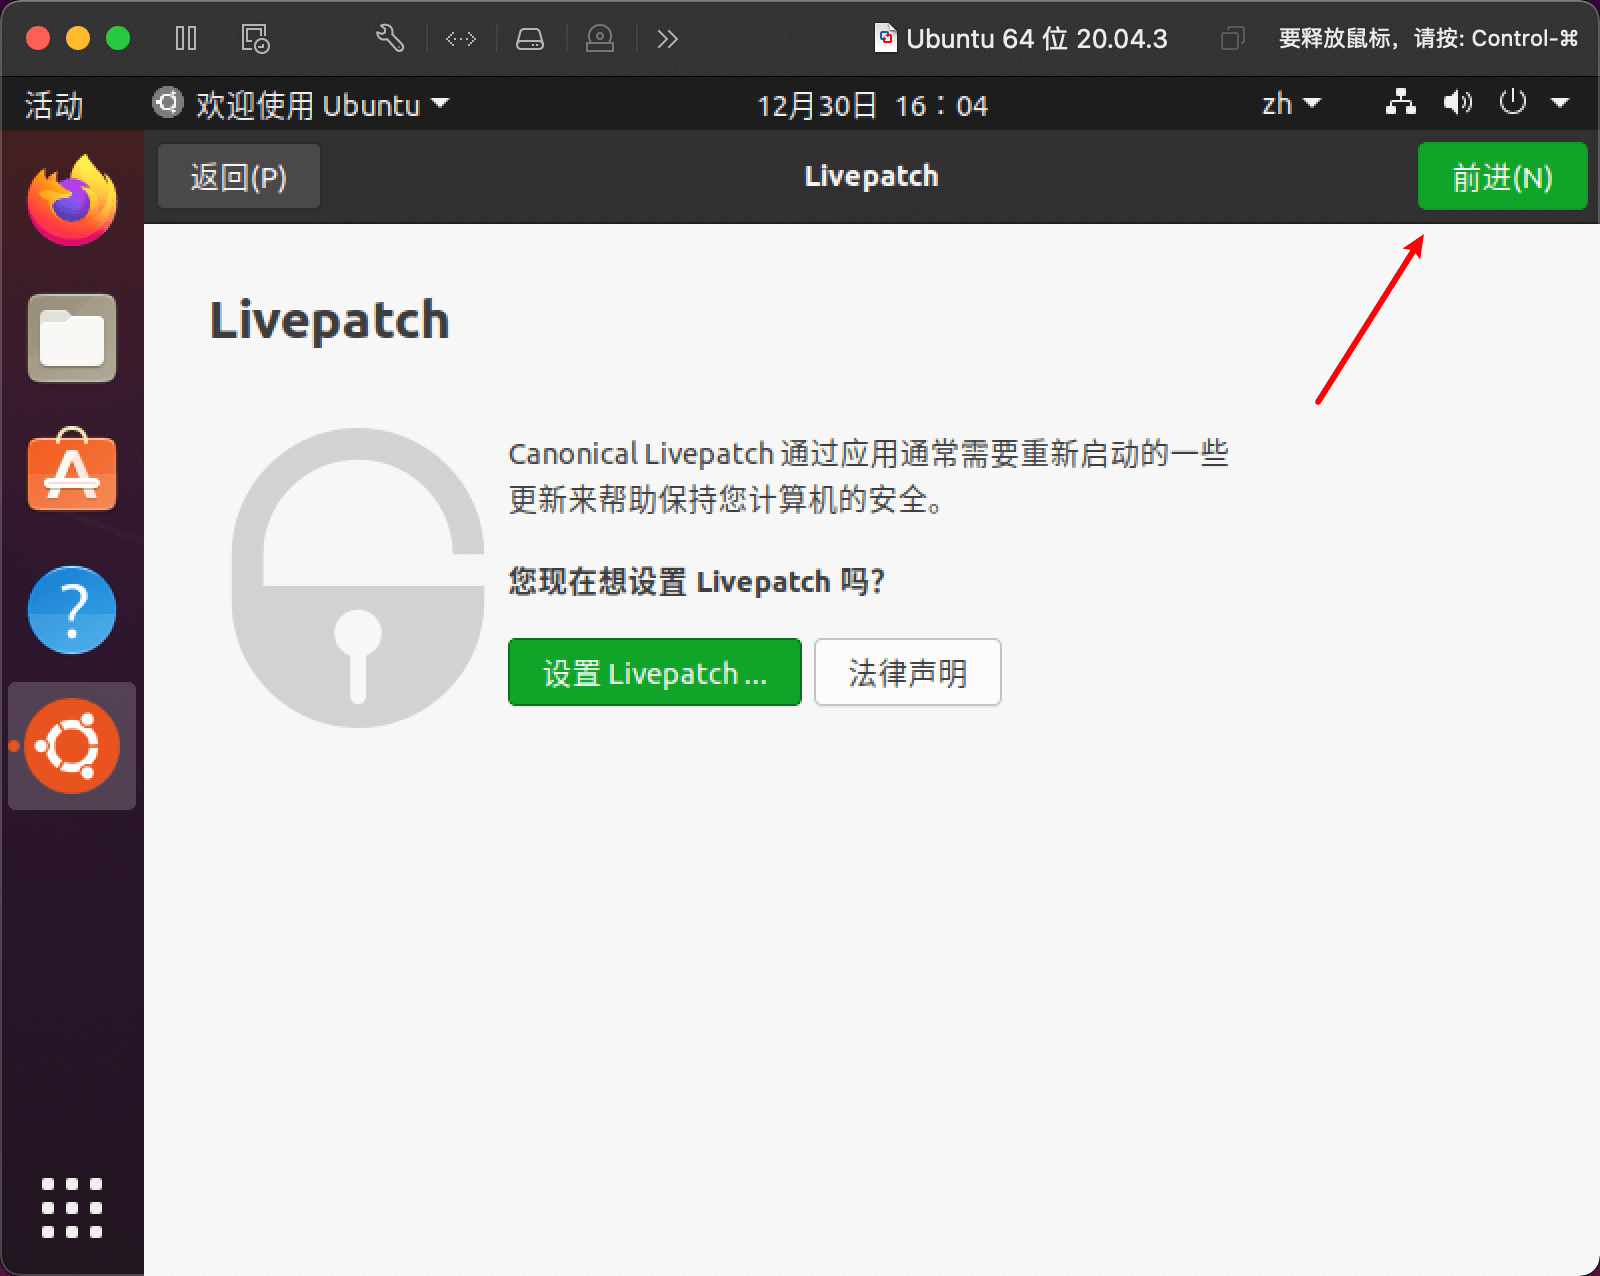 Ubuntu 64 位 20.04.3
要释放鼠标，请按: Control-⌘
活动
欢迎使用 Ubuntu
12月30日 16：04
zh
返回(P)
Livepatch
前进(N)
Livepatch
Canonical Livepatch 通过应用通常需要重新启动的一些
更新来帮助保持您计算机的安全。
您现在想设置 Livepatch 吗？
设置 Livepatch…
法律声明